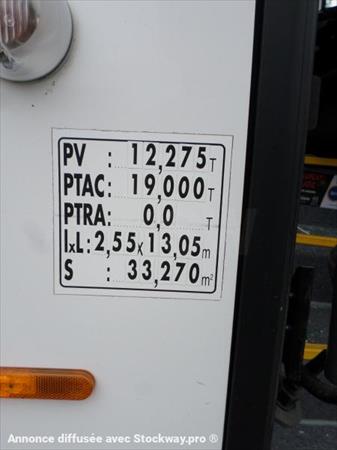 PV : 12,275 T
PTAC : 19,000 T
PTRA : 0,0 T
IxL : 2,55 x 13,05 m
S : 33,270 m²
Annonce diffusée avec Stockway.pro ®